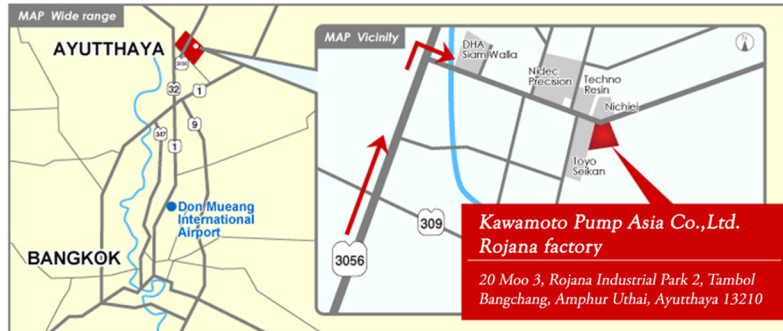 MAP Wide range
AYUTTHAYA
3056
32
1
347
9
1
Don Mueang
International
Airport
BANGKOK
MAP Vicinity
N
DHA
Siam Walla
Nidec
Precision
Techno
Resin
Nichiei
Toyo
Seikan
309
3056
Kawamoto Pump Asia Co.,Ltd.
Rojana factory
20 Moo 3, Rojana Industrial Park 2, Tambol
Bangchang, Amphur Uthai, Ayutthaya 13210